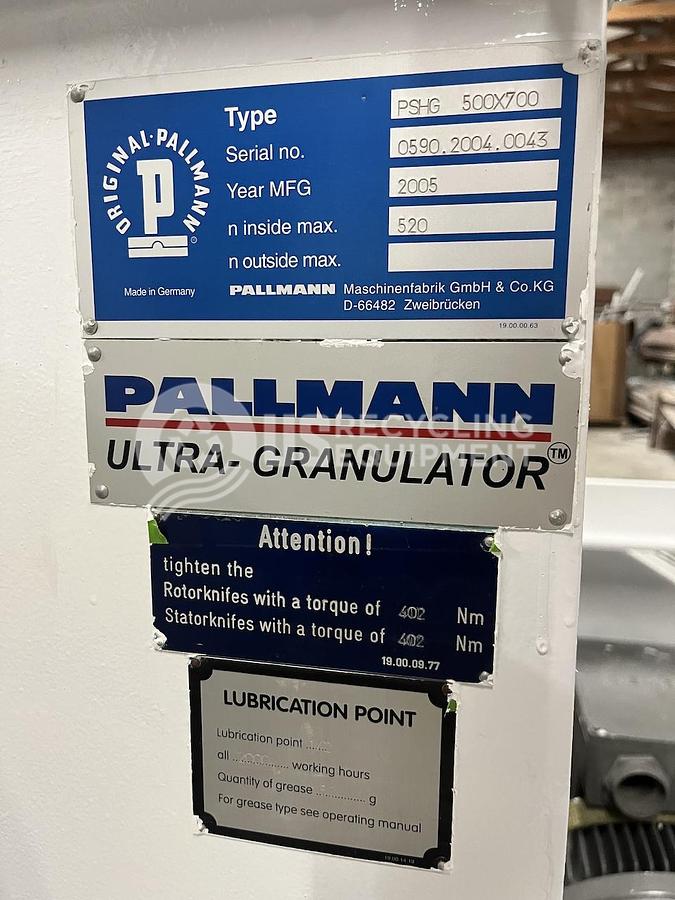 ORIGINAL·PALLMANN
P
Made in Germany
Type PSHG 500X700
Serial no. 0590.2004.0043
Year MFG 2005
n inside max. 520
n outside max.
PALLMANN Maschinenfabrik GmbH & Co.KG
D-66482 Zweibrücken
19.00.00.63
PALLMANN
ULTRA- GRANULATOR™
US RECYCLING
EQUIPMENT
Attention!
tighten the
Rotorknifes with a torque of 402 Nm
Statorknifes with a torque of 402 Nm
19.00.09.77
LUBRICATION POINT
Lubrication point
all working hours
Quantity of grease g
For grease type see operating manual